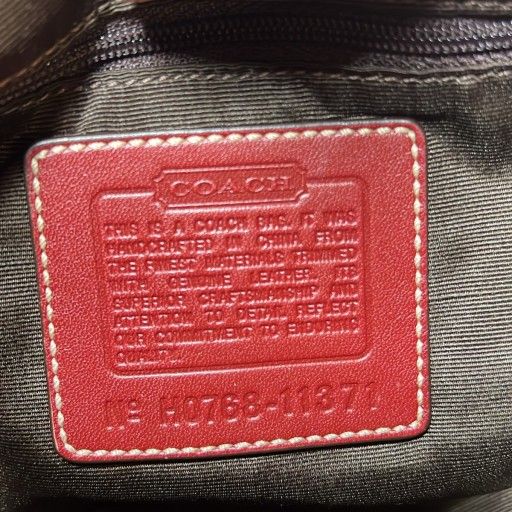 COACH
THIS IS A COACH BAG. IT WAS
HANDCRAFTED IN CHINA FROM
THE FINEST MATERIALS TRIMMED
WITH GENUINE LEATHER. ITS
SUPERIOR CRAFTSMANSHIP AND
ATTENTION TO DETAIL REFLECT
OUR COMMITMENT TO ENDURING
QUALITY.
Nº H0768-11371